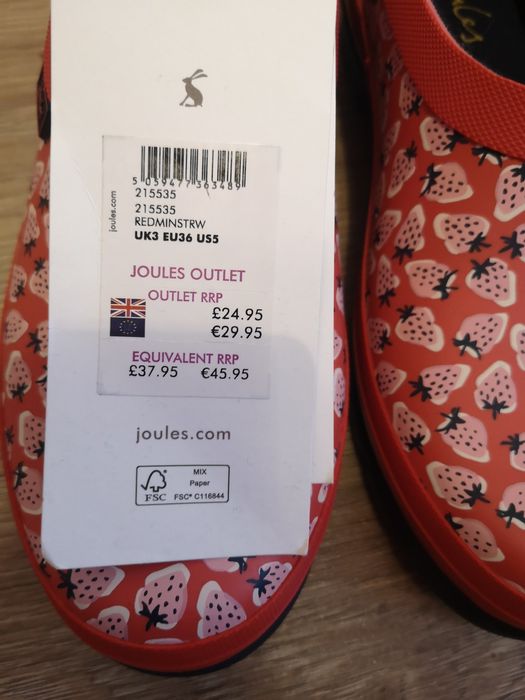 joules.com
5 059477 363489
215535
215535
REDMINSTRW
UK3 EU36 US5
JOULES OUTLET
OUTLET RRP
£24.95
€29.95
EQUIVALENT RRP
£37.95 €45.95
joules.com
FSC
MIX
Paper
FSC® C116844
Joules